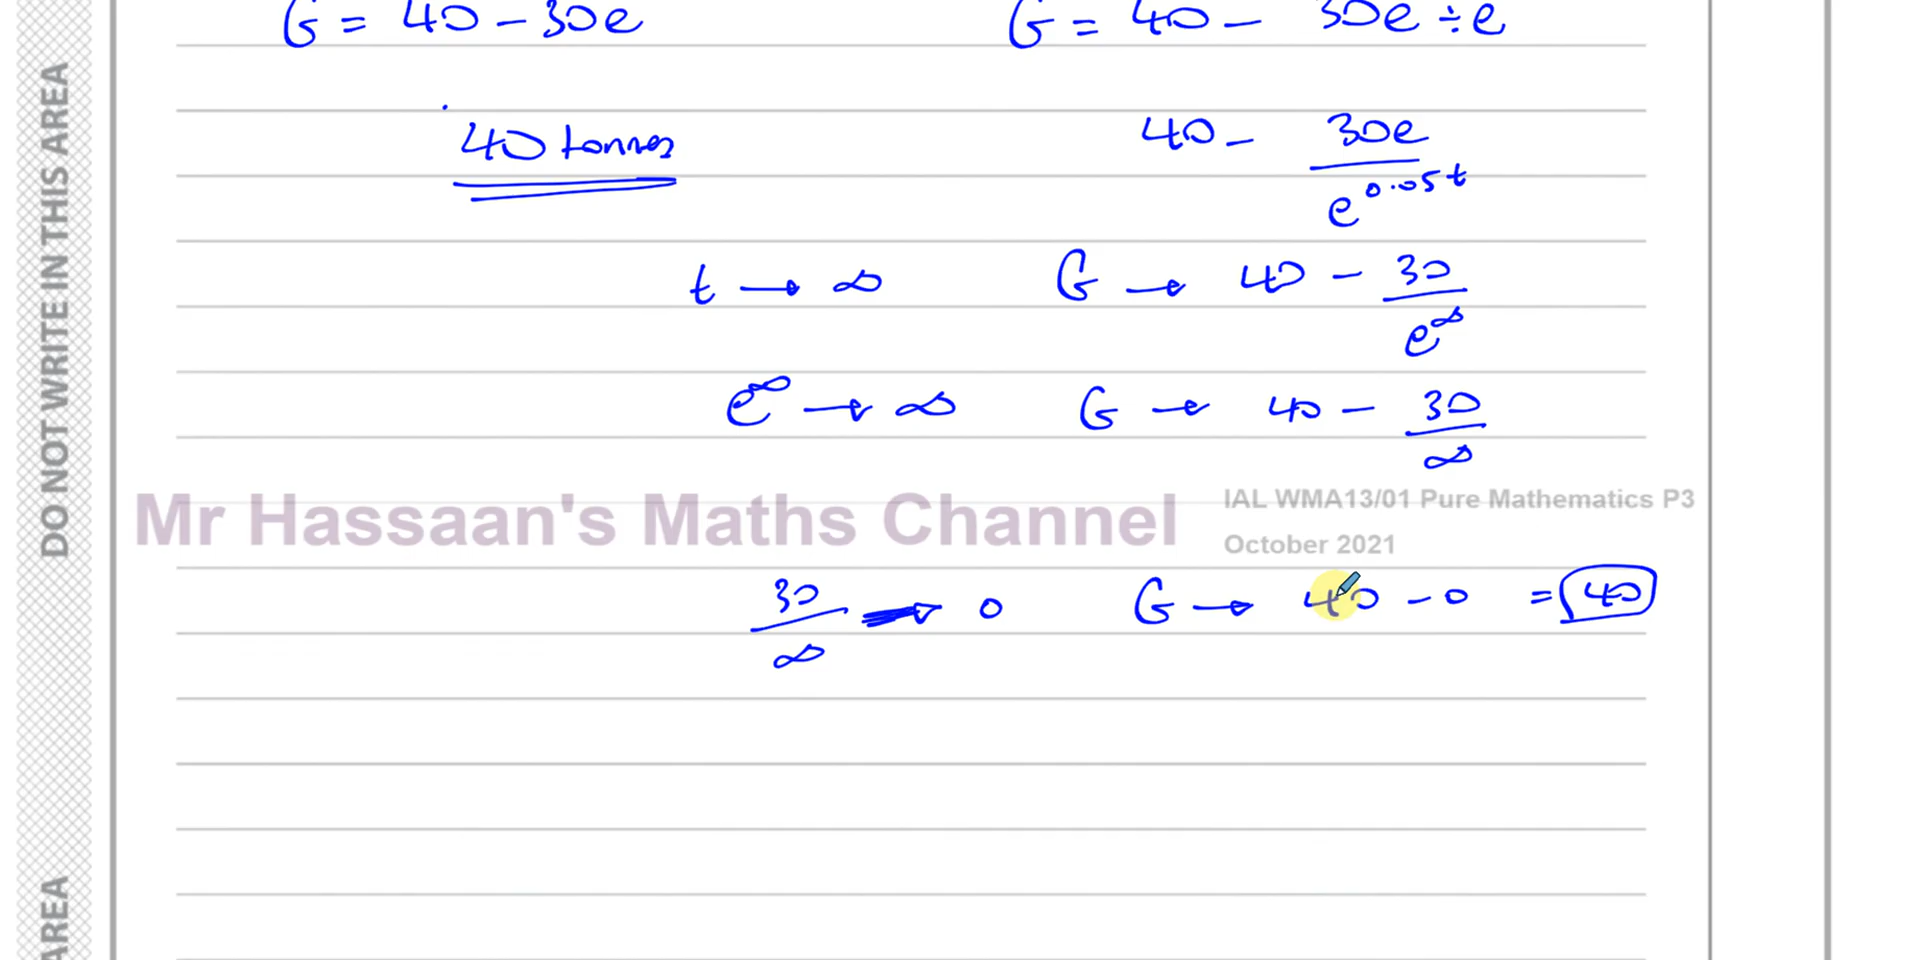 G = 40 - 30e
G = 40 - 30e ÷ e
40 tonnes
40 - 30e / e^0.05t
t → ∞
G → 40 - 30 / e^∞
e^∞ → ∞
G → 40 - 30 / ∞
Mr Hassaan's Maths Channel
IAL WMA13/01 Pure Mathematics P3
October 2021
30 / ∞ → 0
G → 40 - 0 = 40
DO NOT WRITE IN THIS AREA
AREA